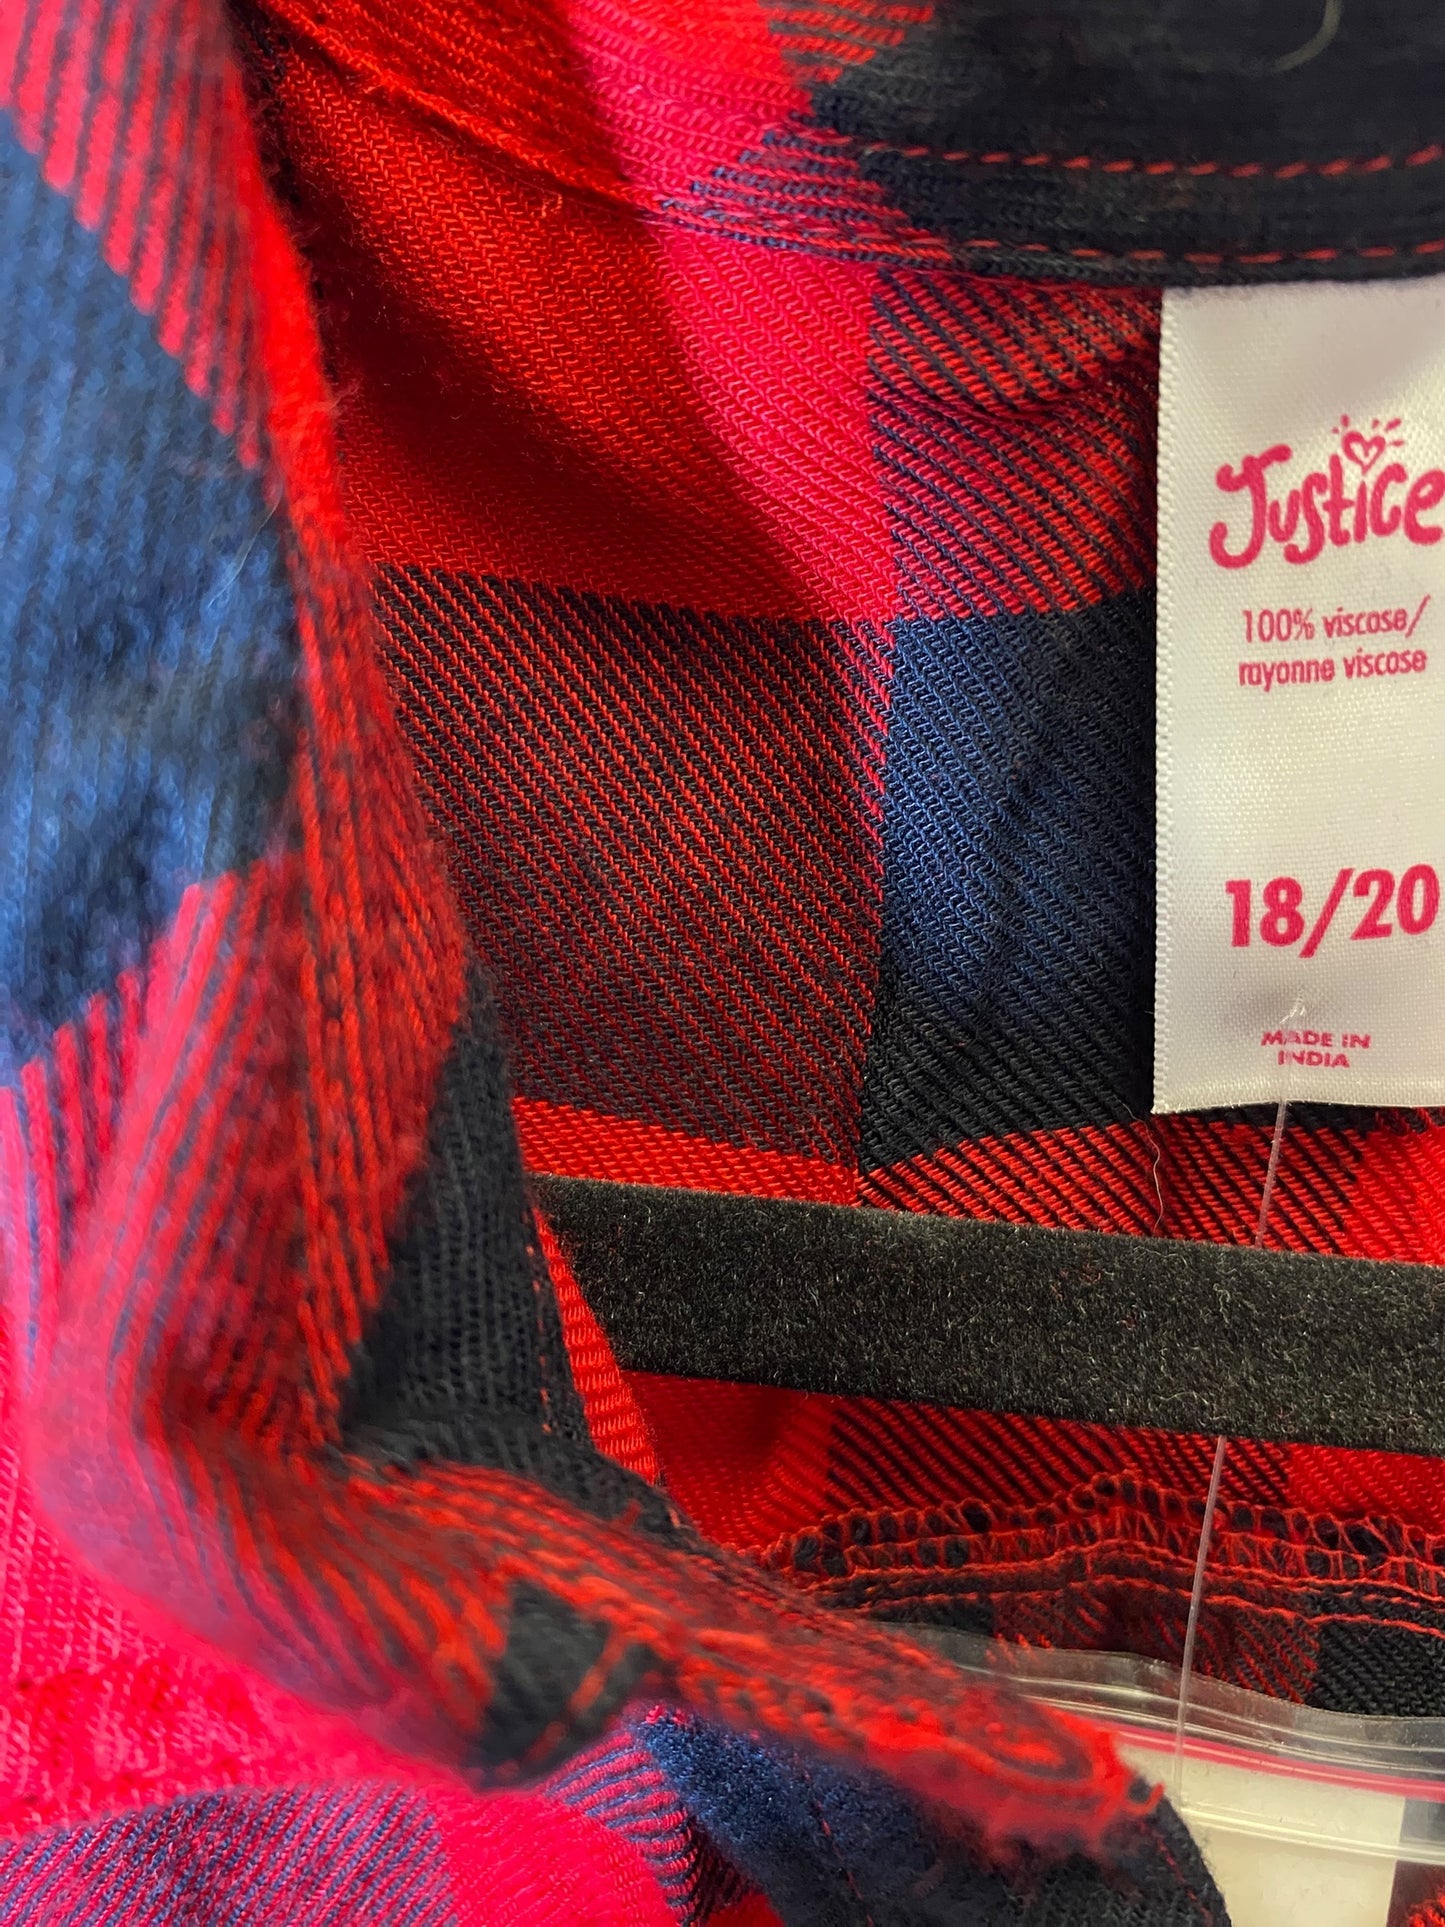 Justice
100% viscose/
rayonne viscose
18/20
MADE IN
INDIA